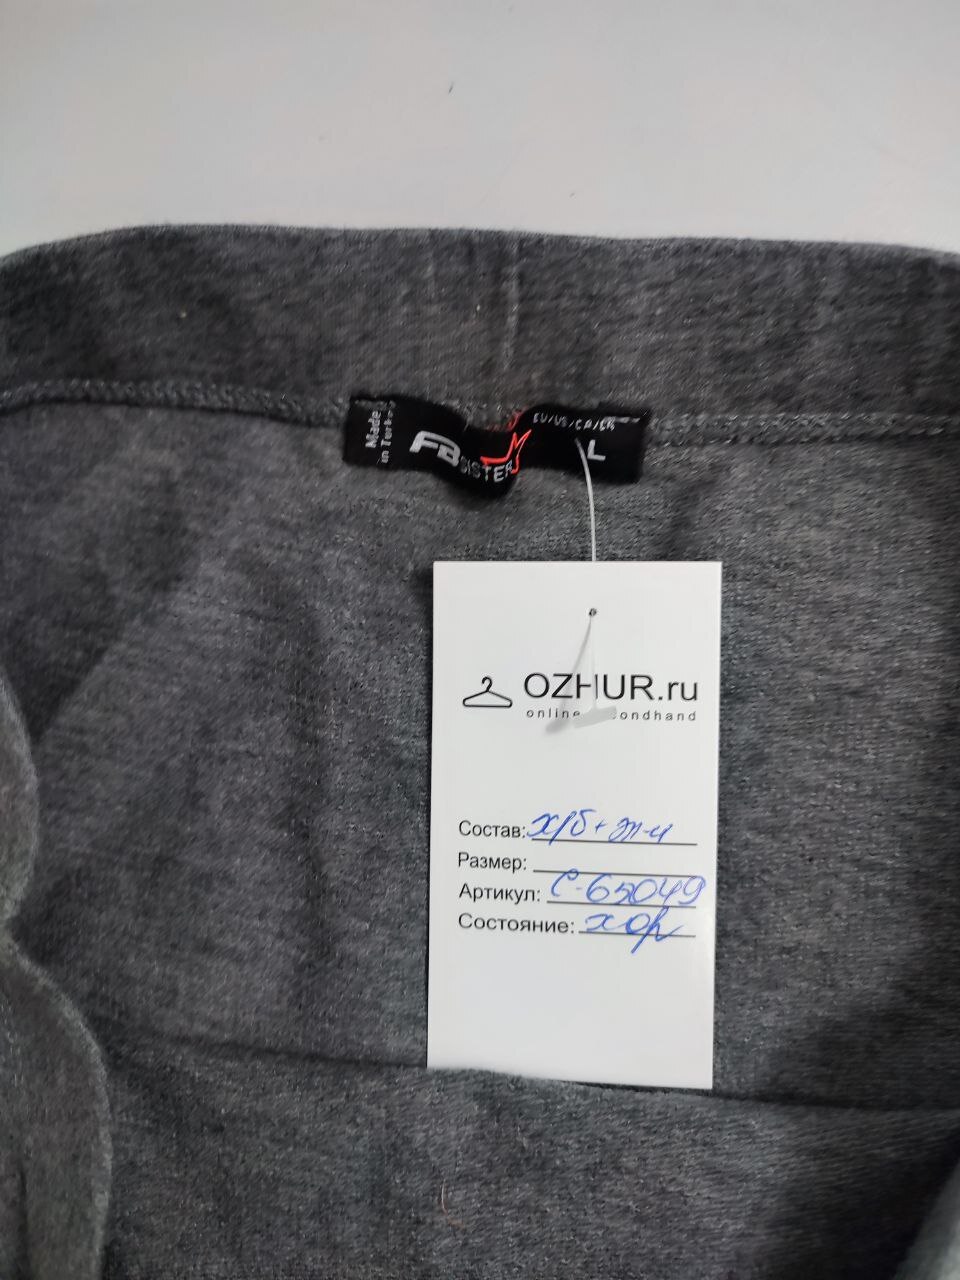 Made
in Turkey
FB
SISTER
EU/US/CA/CN
L
OZHUR.ru
online secondhand
Состав: х/б + эл-н
Размер:
Артикул: С-65049
Состояние: хор